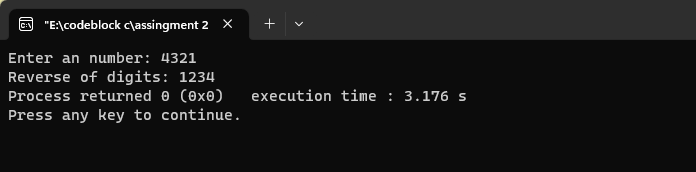 "E:\codeblock c\assingment 2
Enter an number: 4321
Reverse of digits: 1234
Process returned 0 (0x0)   execution time : 3.176 s
Press any key to continue.